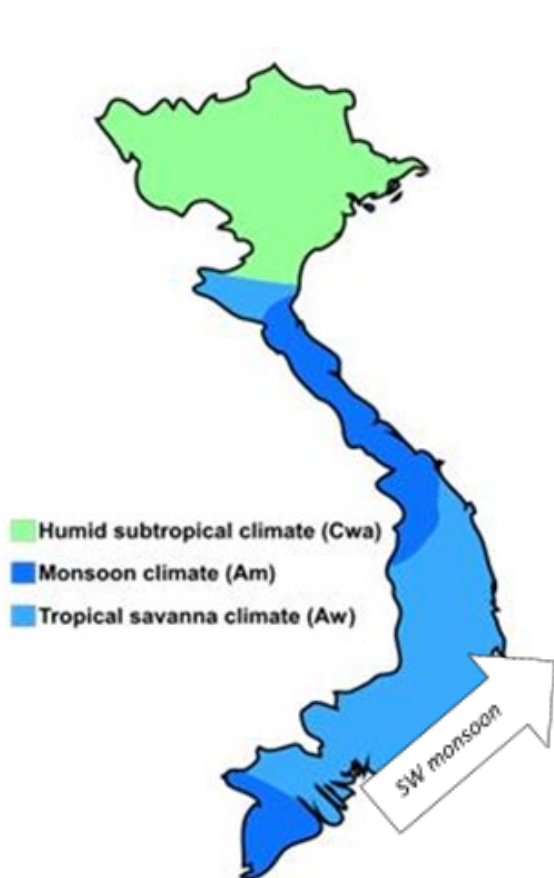 Humid subtropical climate (Cwa)
Monsoon climate (Am)
Tropical savanna climate (Aw)
SW monsoon